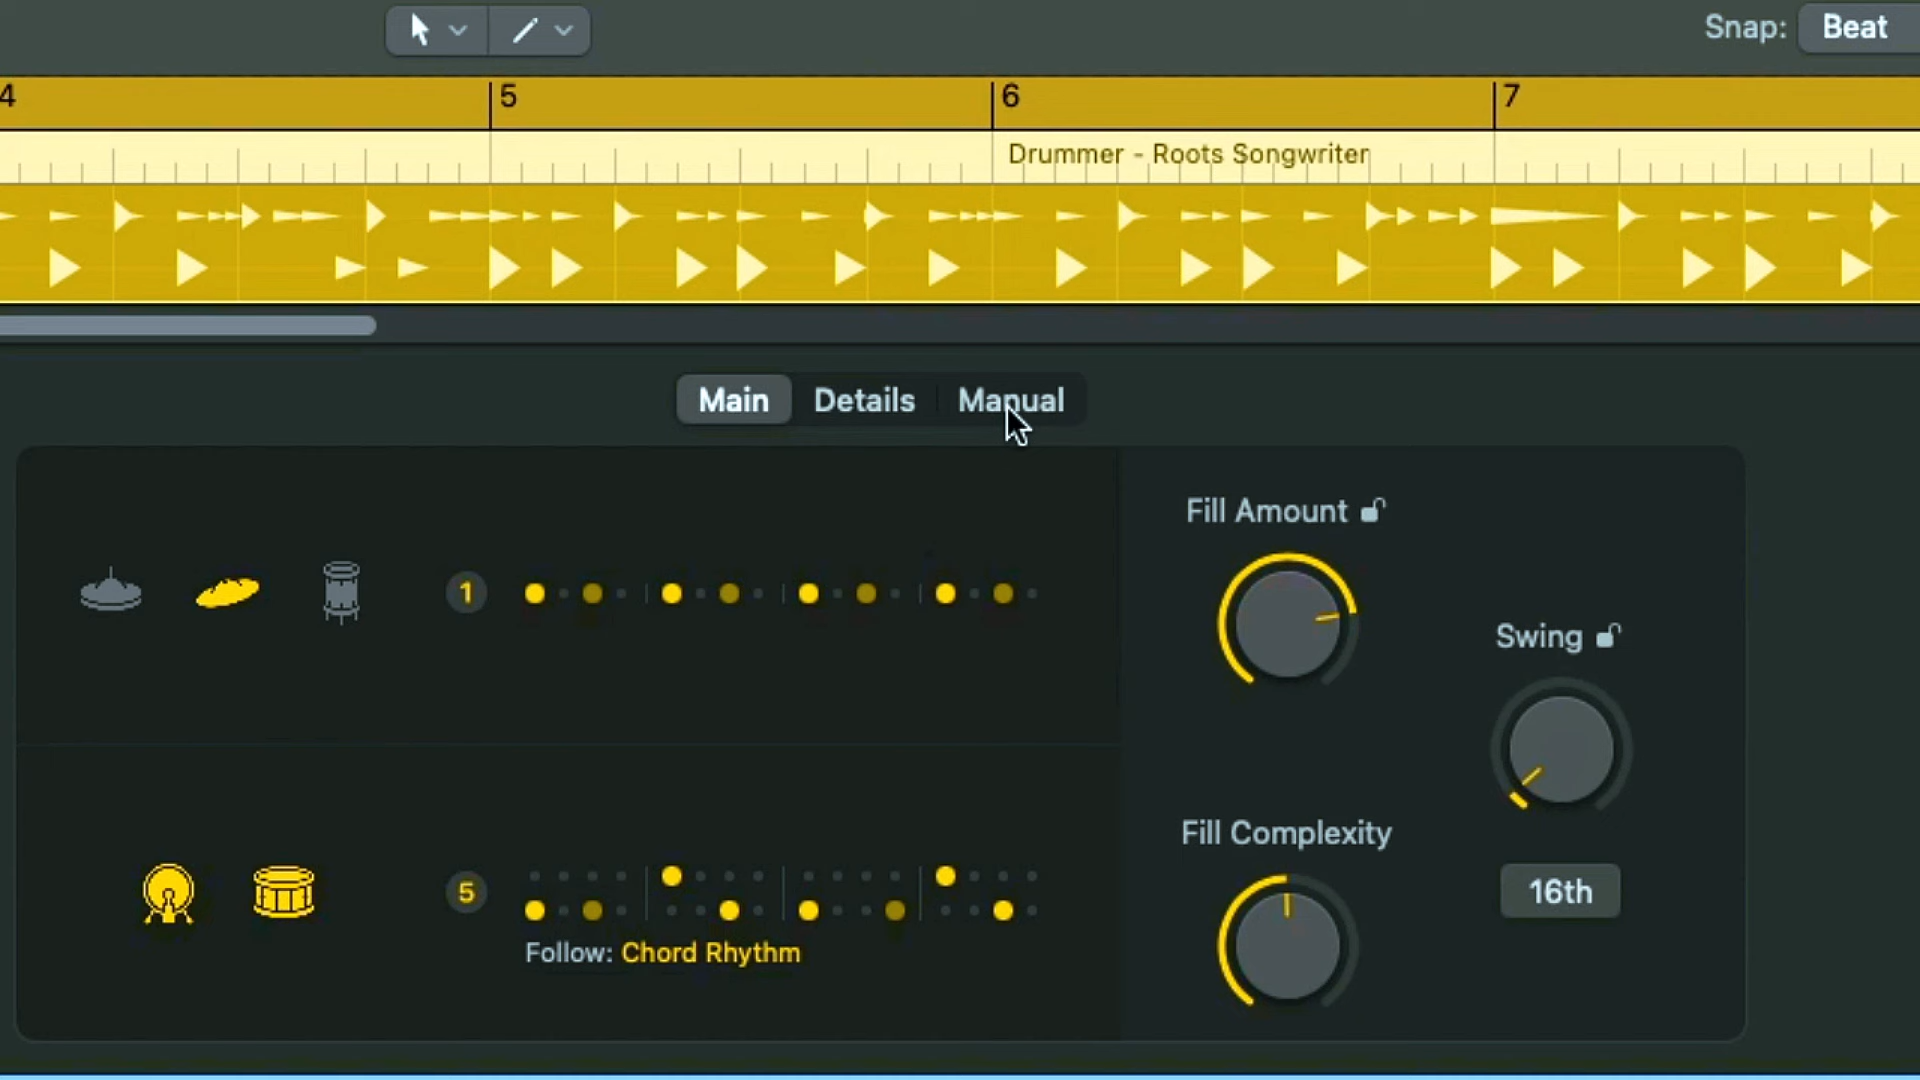 Snap: Beat
4 5 6 7
Drummer - Roots Songwriter
Main Details Manual
Fill Amount
1
Swing
Fill Complexity
5
16th
Follow: Chord Rhythm